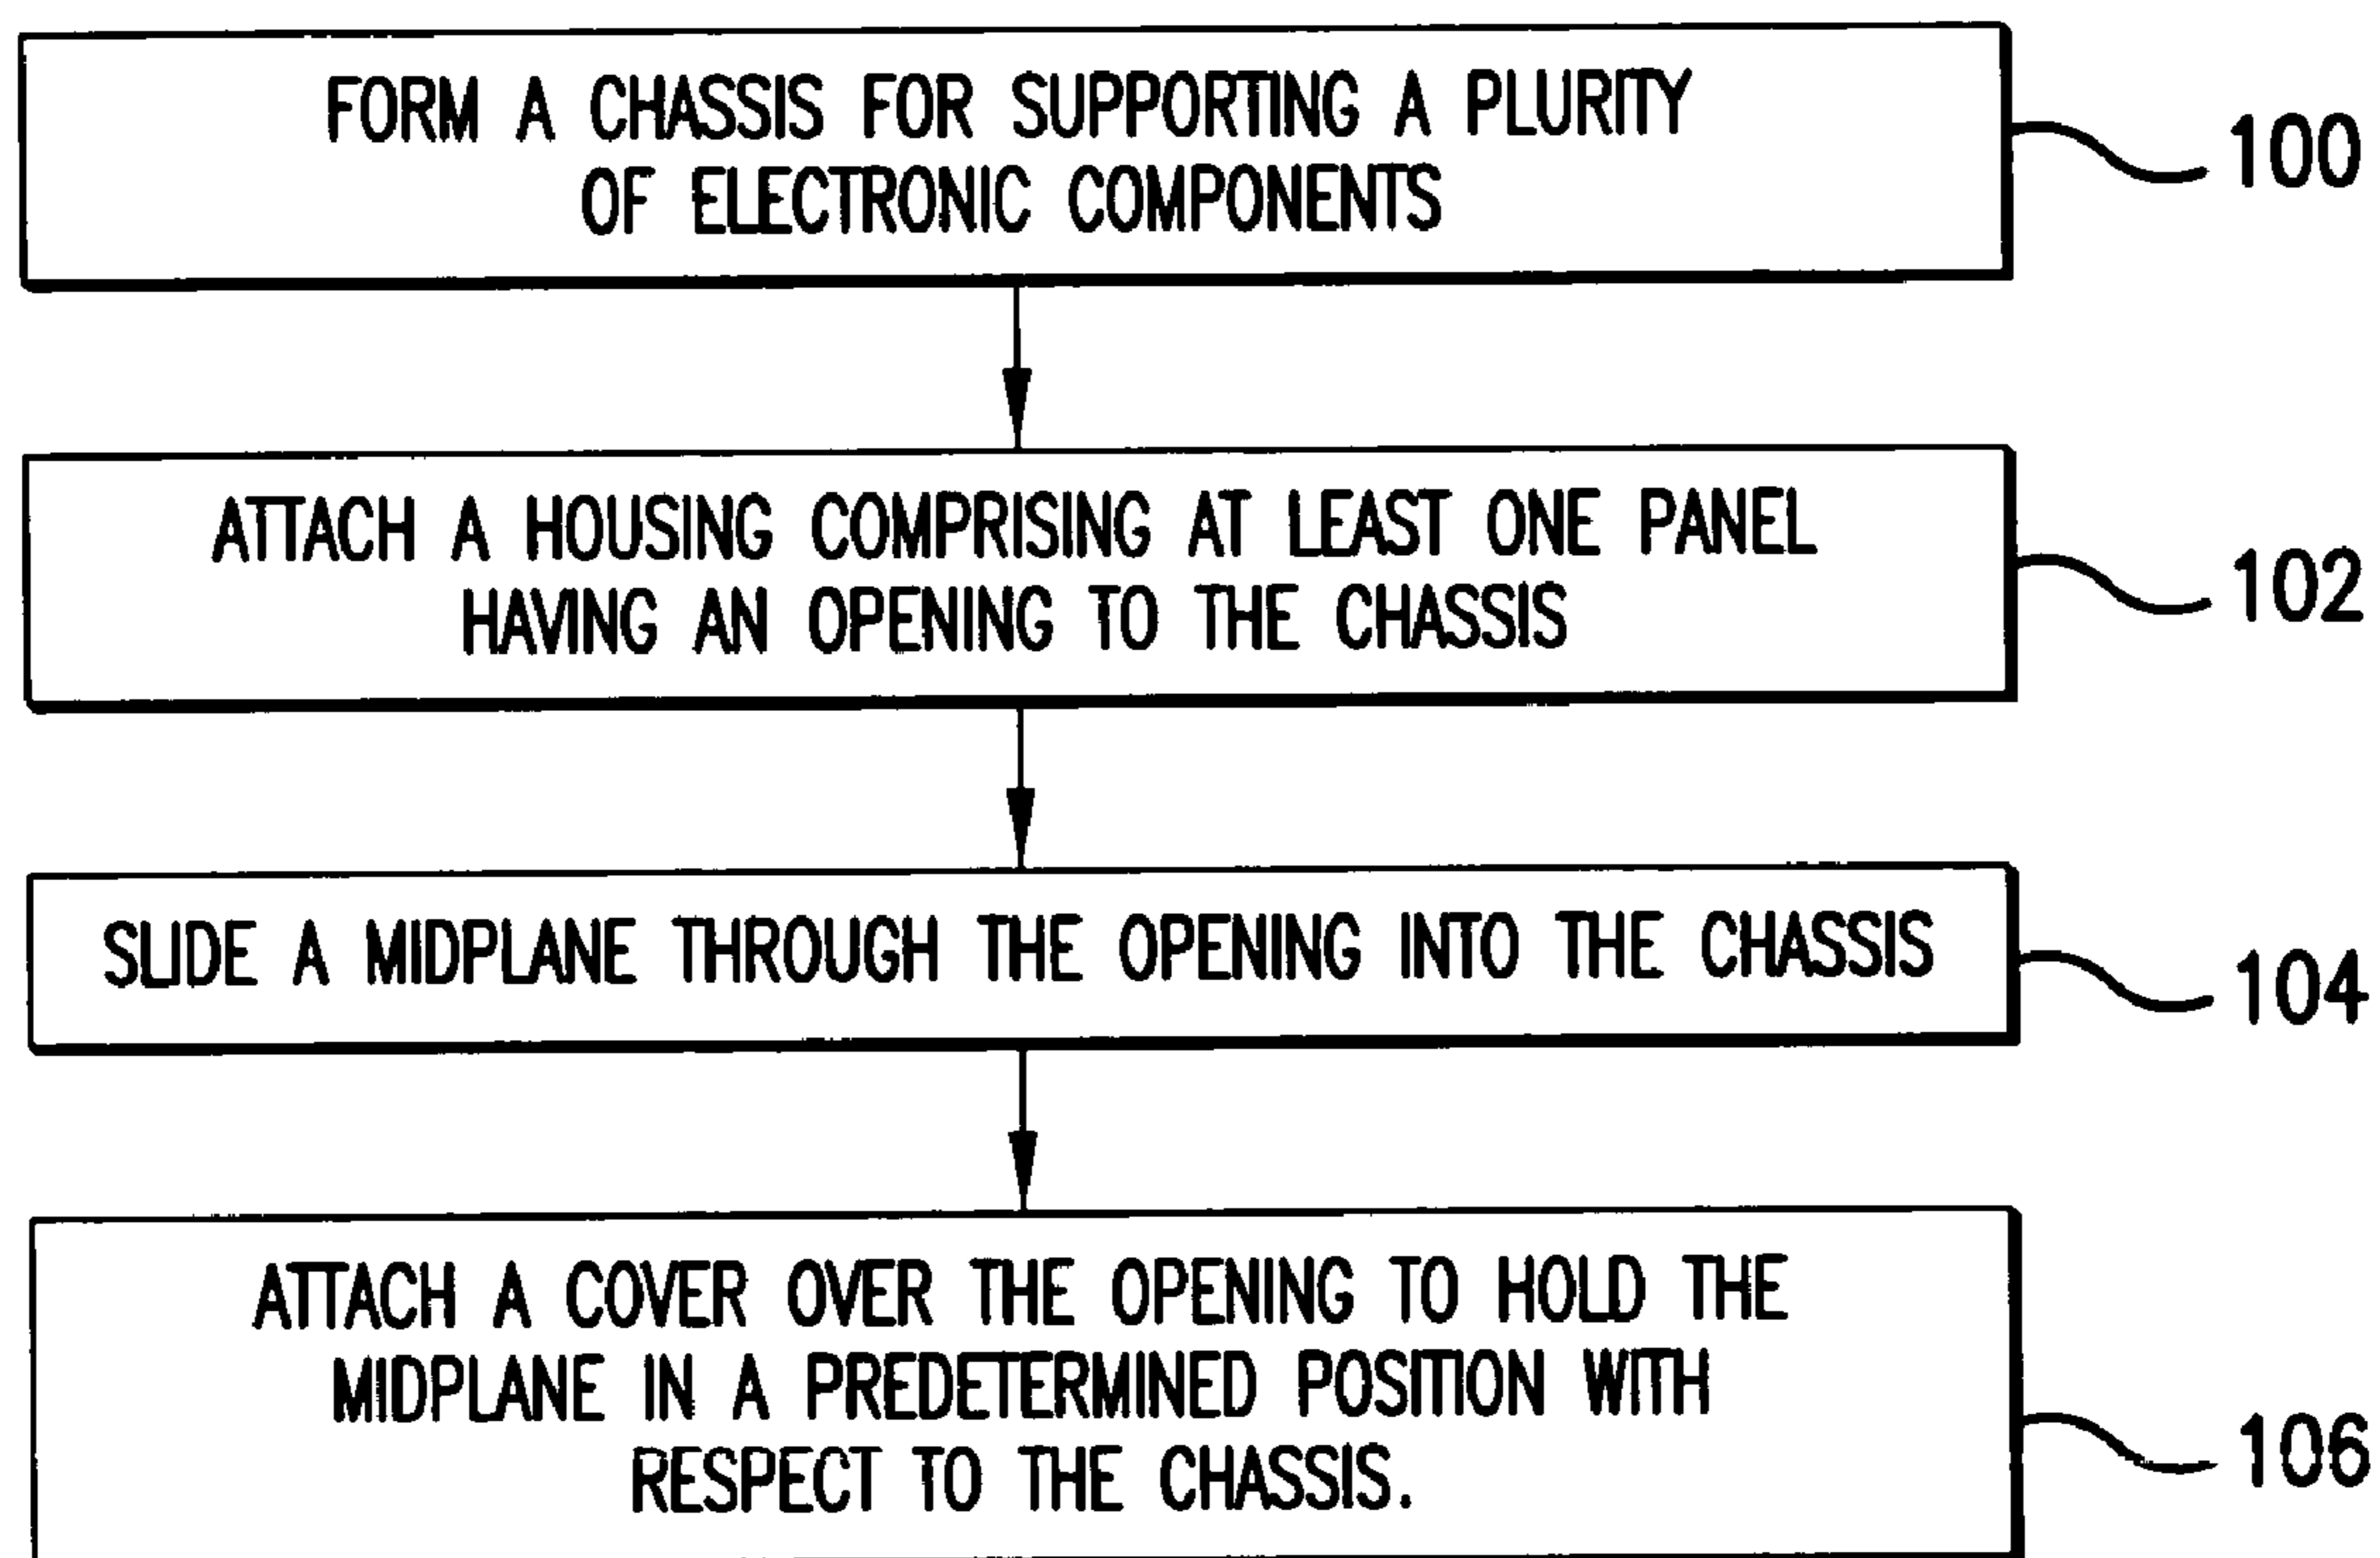 FORM A CHASSIS FOR SUPPORTING A PLURITY
OF ELECTRONIC COMPONENTS
100
ATTACH A HOUSING COMPRISING AT LEAST ONE PANEL
HAVING AN OPENING TO THE CHASSIS
102
SLIDE A MIDPLANE THROUGH THE OPENING INTO THE CHASSIS
104
ATTACH A COVER OVER THE OPENING TO HOLD THE
MIDPLANE IN A PREDETERMINED POSITION WITH
RESPECT TO THE CHASSIS.
106